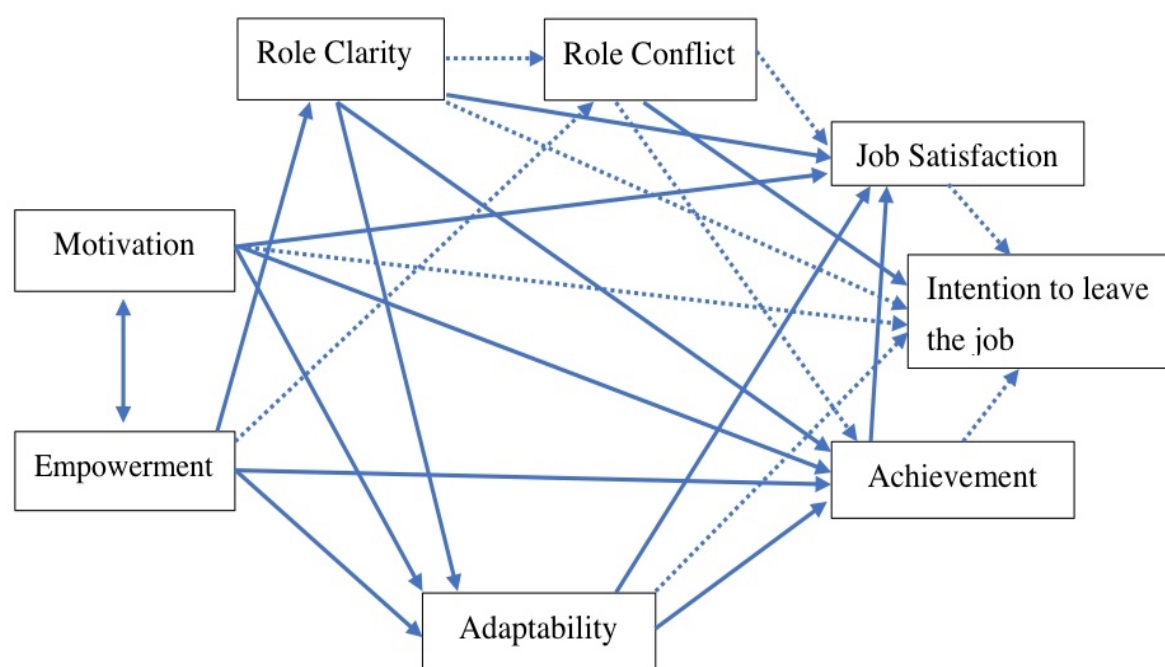 Role Clarity
Role Conflict
Job Satisfaction
Motivation
Intention to leave
the job
Empowerment
Achievement
Adaptability